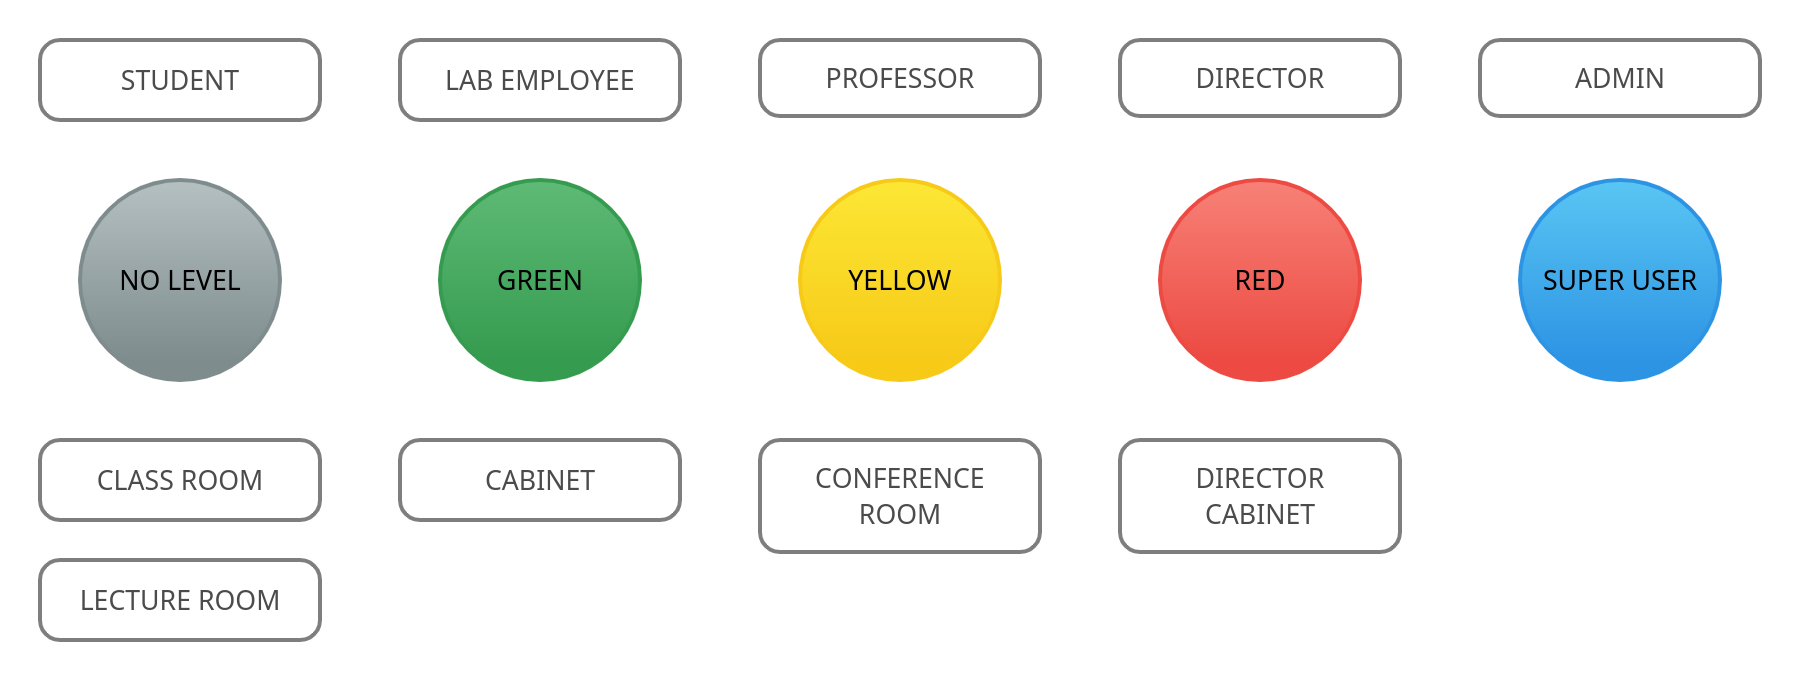 STUDENT
LAB EMPLOYEE
PROFESSOR
DIRECTOR
ADMIN
NO LEVEL
GREEN
YELLOW
RED
SUPER USER
CLASS ROOM
CABINET
CONFERENCE
ROOM
DIRECTOR
CABINET
LECTURE ROOM